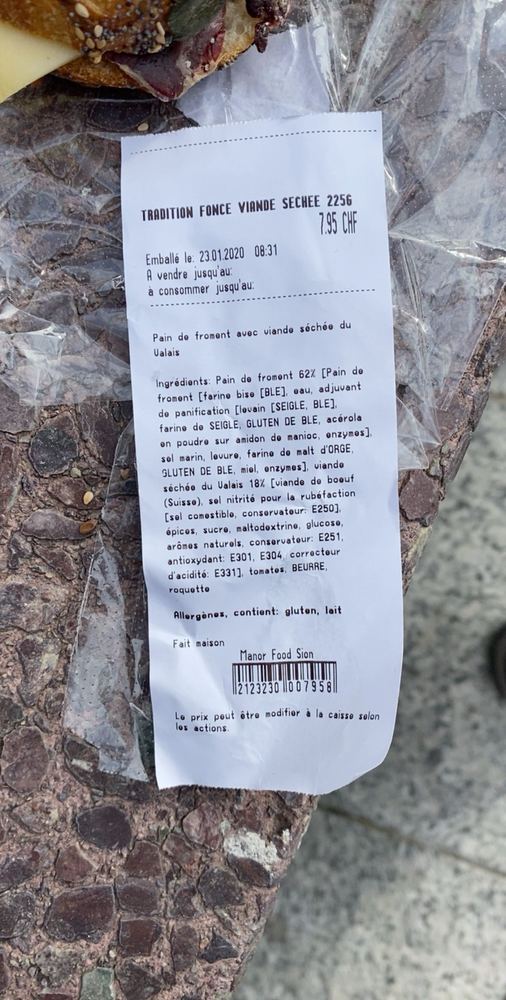 TRADITION FONCE VIANDE SECHEE 225G
7.95 CHF
Emballé le: 23.01.2020 08:31
A vendre jusqu'au:
à consommer jusqu'au:
Pain de froment avec viande séchée du
Valais
Ingrédients: Pain de froment 62% [Pain de
froment [farine bise [BLE], eau, adjuvant
de panification [levain [SEIGLE, BLE],
farine de SEIGLE, GLUTEN DE BLE, acérola
en poudre sur amidon de manioc, enzymes],
sel marin, levure, farine de malt d'ORGE,
GLUTEN DE BLE, miel, enzymes], viande
séchée du Valais 18% [viande de boeuf
(Suisse), sel nitrité pour la rubéfaction
[sel comestible, conservateur: E250],
épices, sucre, maltodextrine, glucose,
arômes naturels, conservateur: E251,
antioxydant: E301, E304, correcteur
d'acidité: E331], tomates, BEURRE,
roquette
Allergènes, contient: gluten, lait
Fait maison
Manor Food Sion
2123230 007958
Le prix peut être modifier à la caisse selon
les actions.